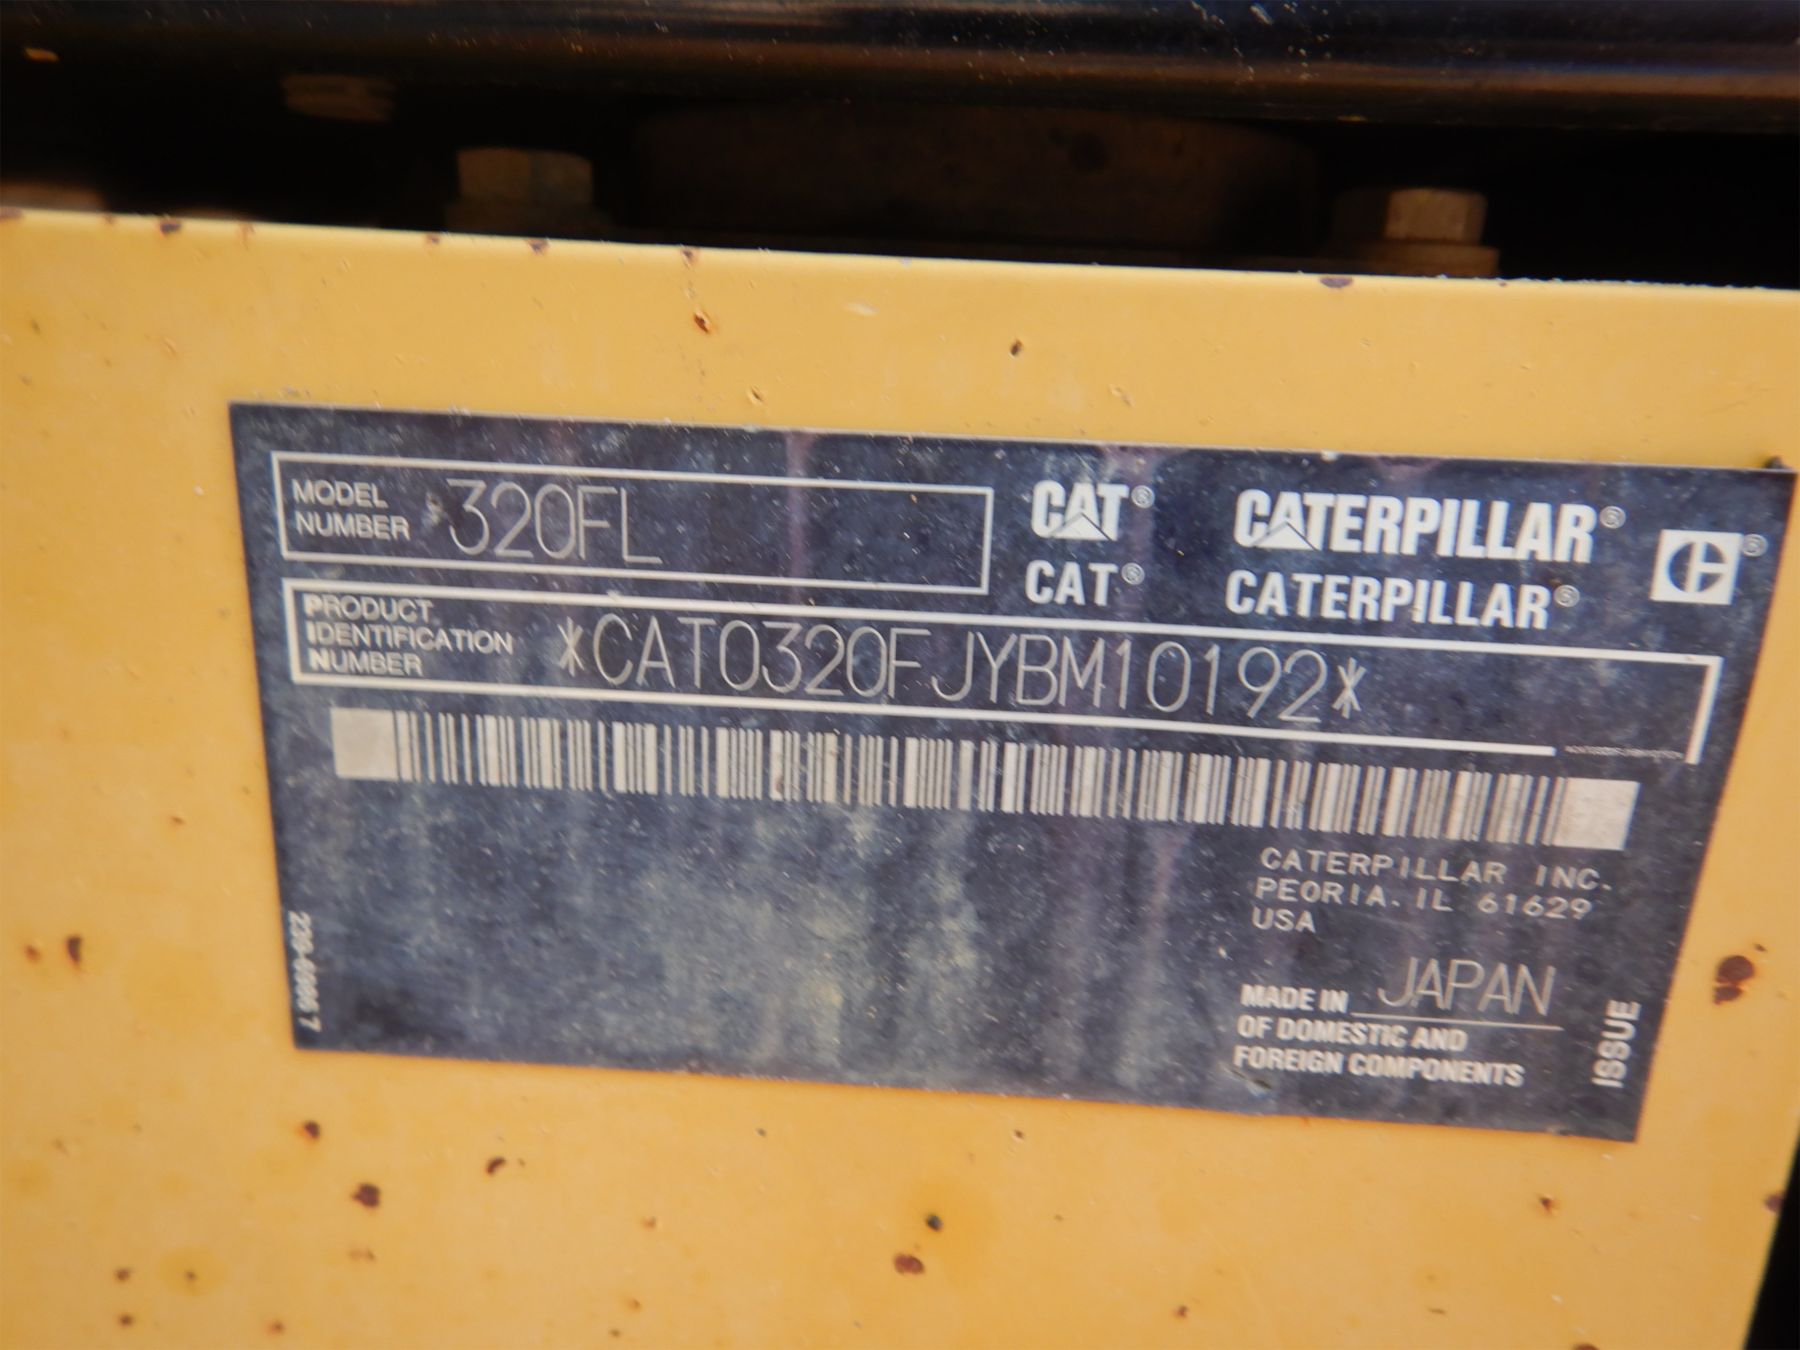 MODEL NUMBER 320FL
CAT® CATERPILLAR®
CAT® CATERPILLAR®
PRODUCT IDENTIFICATION NUMBER *CAT0320FJYBM10192*
CATERPILLAR INC.
PEORIA, IL 61629
USA
MADE IN JAPAN
OF DOMESTIC AND
FOREIGN COMPONENTS
ISSUE